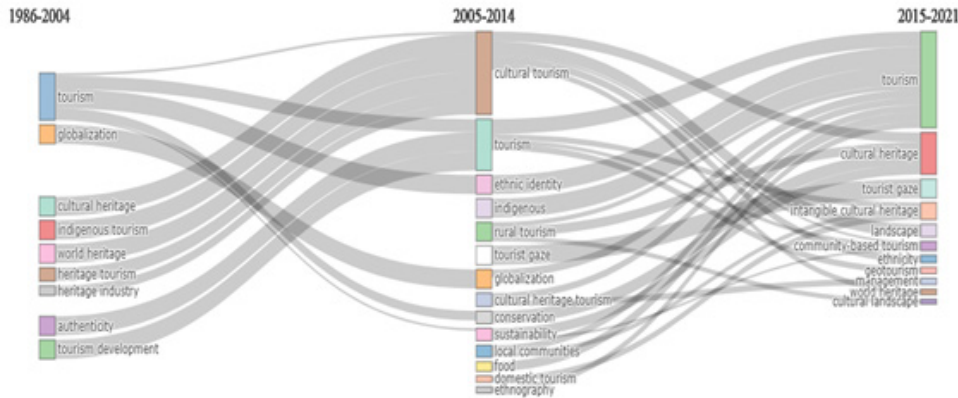 1986-2004
2005-2014
2015-2021
tourism
globalization
cultural heritage
indigenous tourism
world heritage
heritage tourism
heritage industry
authenticity
tourism development
cultural tourism
tourism
ethnic identity
indigenous
rural tourism
tourist gaze
globalization
cultural heritage tourism
conservation
sustainability
local communities
food
domestic tourism
ethnography
tourism
cultural heritage
tourist gaze
intangible cultural heritage
landscape
community-based tourism
ethnicity
geotourism
management
world heritage
cultural landscape